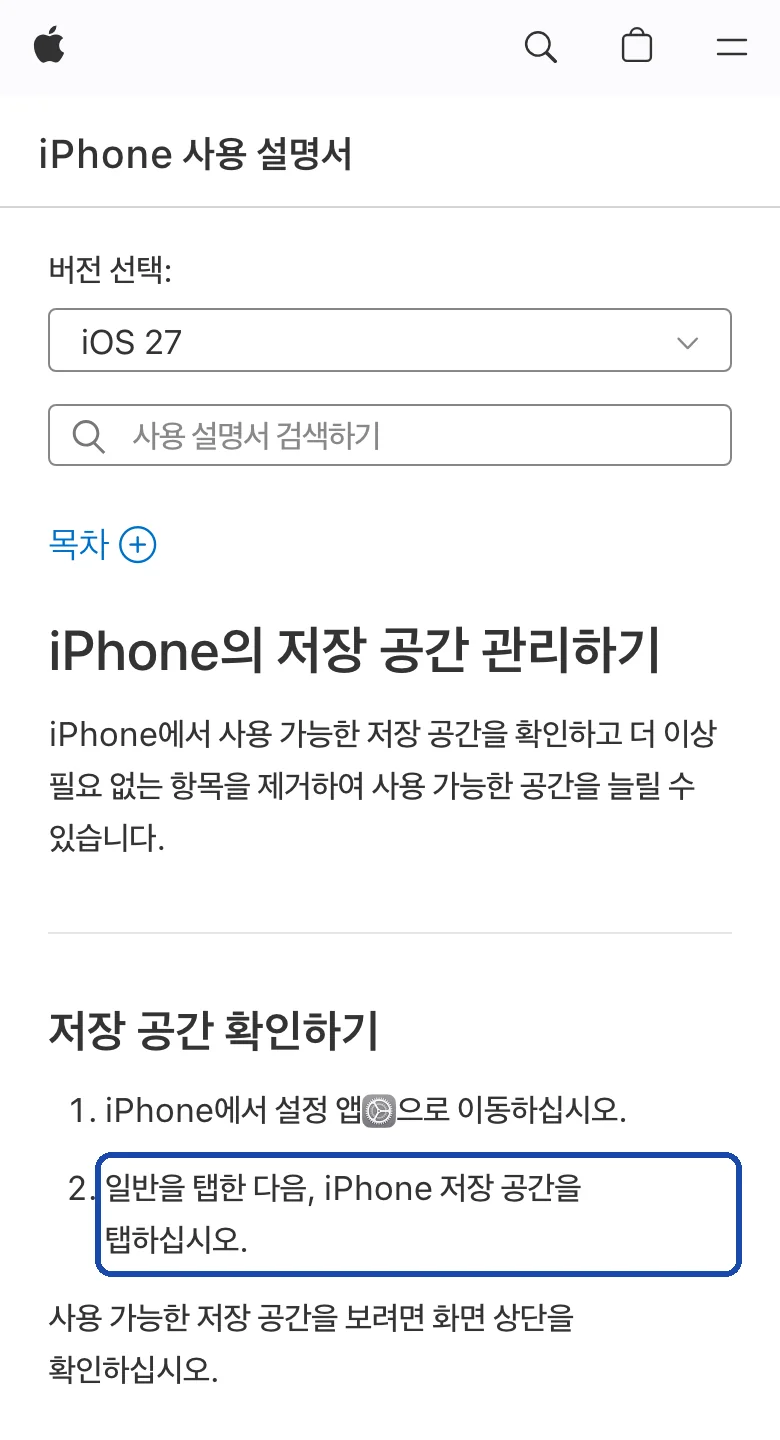 iPhone 사용 설명서
버전 선택:
iOS 27
사용 설명서 검색하기
목차
iPhone의 저장 공간 관리하기
iPhone에서 사용 가능한 저장 공간을 확인하고 더 이상
필요 없는 항목을 제거하여 사용 가능한 공간을 늘릴 수
있습니다.
저장 공간 확인하기
1. iPhone에서 설정 앱으로 이동하십시오.
2. 일반을 탭한 다음, iPhone 저장 공간을
탭하십시오.
사용 가능한 저장 공간을 보려면 화면 상단을
확인하십시오.